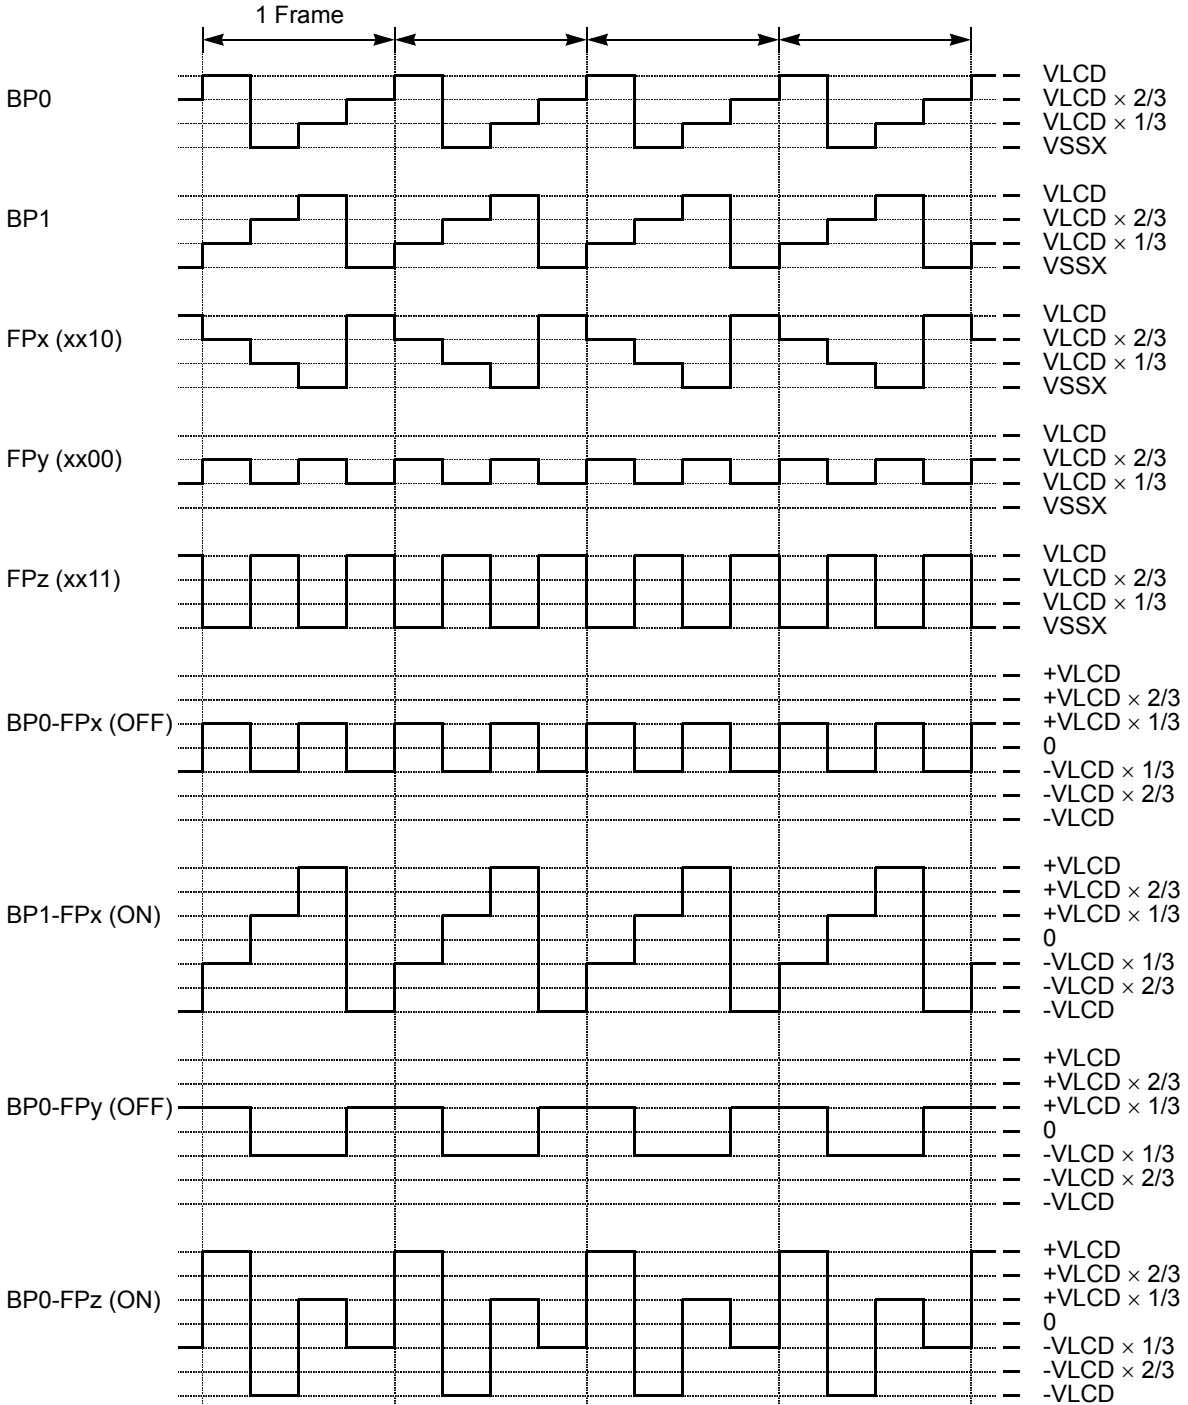 1 Frame
BP0
VLCD
VLCD × 2/3
VLCD × 1/3
VSSX
BP1
VLCD
VLCD × 2/3
VLCD × 1/3
VSSX
FPx (xx10)
VLCD
VLCD × 2/3
VLCD × 1/3
VSSX
FPy (xx00)
VLCD
VLCD × 2/3
VLCD × 1/3
VSSX
FPz (xx11)
VLCD
VLCD × 2/3
VLCD × 1/3
VSSX
BP0-FPx (OFF)
+VLCD
+VLCD × 2/3
+VLCD × 1/3
0
-VLCD × 1/3
-VLCD × 2/3
-VLCD
BP1-FPx (ON)
+VLCD
+VLCD × 2/3
+VLCD × 1/3
0
-VLCD × 1/3
-VLCD × 2/3
-VLCD
BP0-FPy (OFF)
+VLCD
+VLCD × 2/3
+VLCD × 1/3
0
-VLCD × 1/3
-VLCD × 2/3
-VLCD
BP0-FPz (ON)
+VLCD
+VLCD × 2/3
+VLCD × 1/3
0
-VLCD × 1/3
-VLCD × 2/3
-VLCD